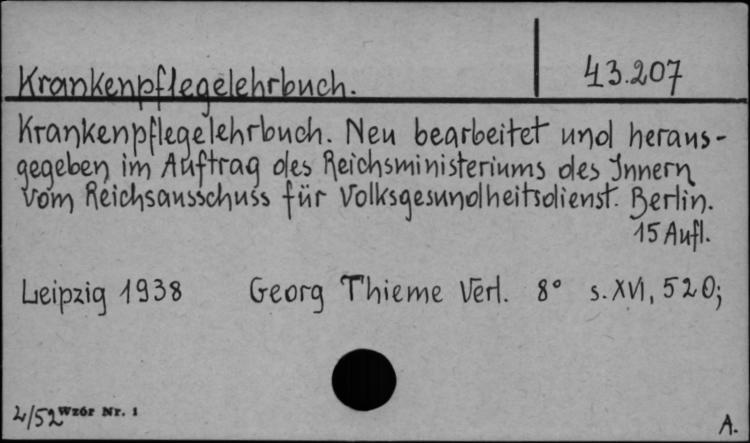 Krankenpflegelehrbuch.
43.207
Krankenpflegelehrbuch. Neu bearbeitet und heraus-
gegeben im Auftrag des Reichsministeriums des Innern
vom Reichsausschuss für Volksgesundheitsdienst. Berlin.
15 Aufl.
Leipzig 1938 Georg Thieme Verl. 8° s. XVI, 520;
2/52 Wzór Nr. 1
A.